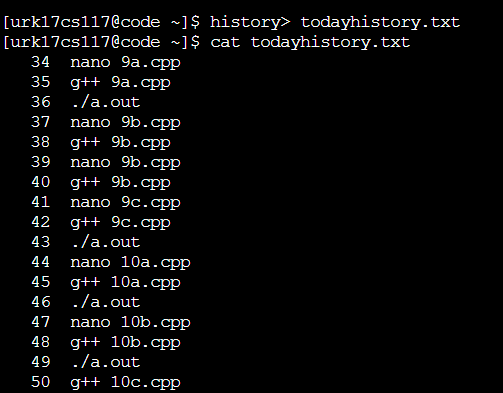 [urk17cs117@code ~]$ history> todayhistory.txt
[urk17cs117@code ~]$ cat todayhistory.txt
34 nano 9a.cpp
35 g++ 9a.cpp
36 ./a.out
37 nano 9b.cpp
38 g++ 9b.cpp
39 nano 9b.cpp
40 g++ 9b.cpp
41 nano 9c.cpp
42 g++ 9c.cpp
43 ./a.out
44 nano 10a.cpp
45 g++ 10a.cpp
46 ./a.out
47 nano 10b.cpp
48 g++ 10b.cpp
49 ./a.out
50 g++ 10c.cpp